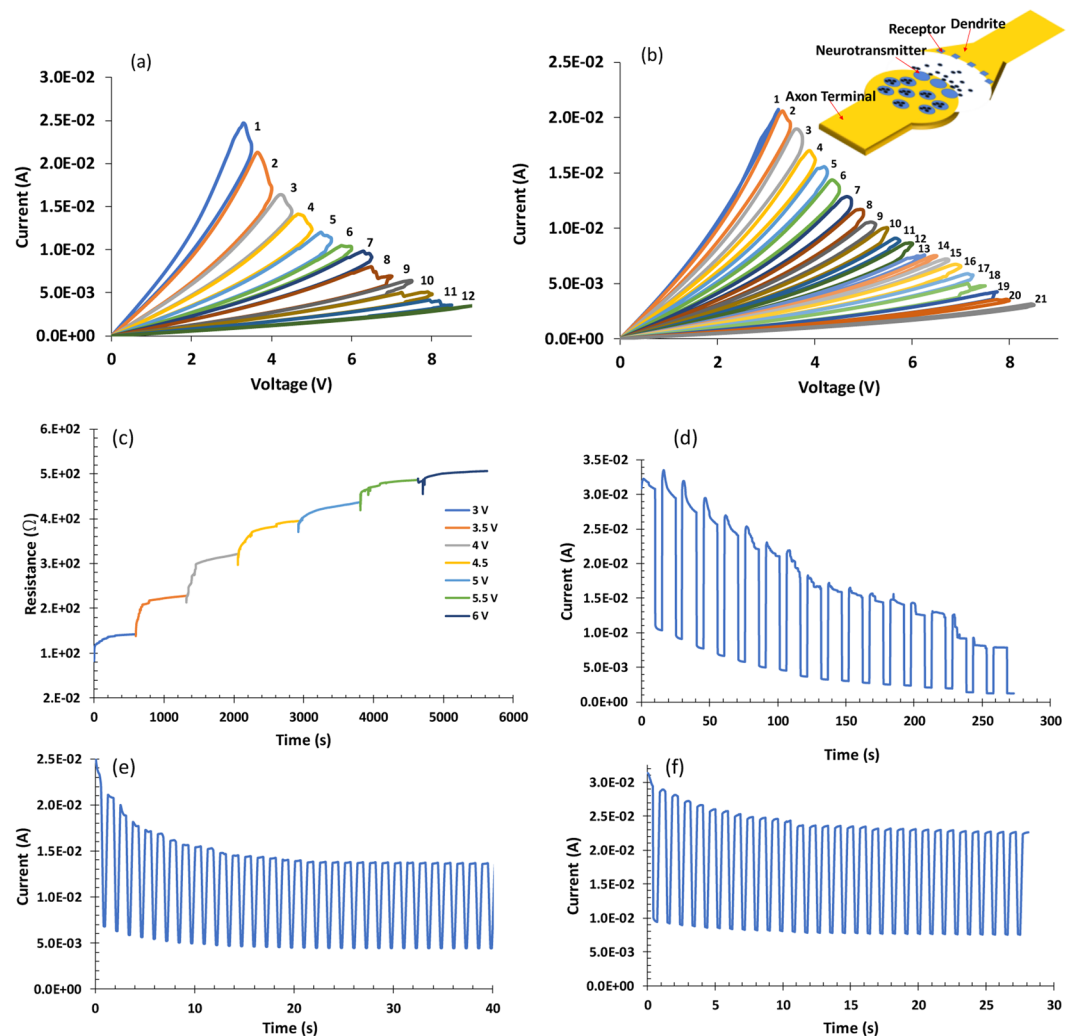 (a)
Current (A)
3.0E-02
2.5E-02
2.0E-02
1.5E-02
1.0E-02
5.0E-03
0.0E+00
1
2
3
4
5
6
7
8
9
10
11
12
0 2 4 6 8
Voltage (V)
(b)
Receptor
Dendrite
Neurotransmitter
Axon Terminal
Current (A)
2.5E-02
2.0E-02
1.5E-02
1.0E-02
5.0E-03
0.0E+00
1
2
3
4
5
6
7
8
9
10
11
12
13
14
15
16
17
18
19
20
21
0 2 4 6 8
Voltage (V)
(c)
Resistance (Ω)
6.E+02
5.E+02
4.E+02
3.E+02
2.E+02
1.E+02
2.E-02
3 V
3.5 V
4 V
4.5
5 V
5.5 V
6 V
0 1000 2000 3000 4000 5000 6000
Time (s)
(d)
Current (A)
3.5E-02
3.0E-02
2.5E-02
2.0E-02
1.5E-02
1.0E-02
5.0E-03
0.0E+00
0 50 100 150 200 250 300
Time (s)
(e)
Current (A)
2.5E-02
2.0E-02
1.5E-02
1.0E-02
5.0E-03
0.0E+00
0 10 20 30 40
Time (s)
(f)
Current (A)
2.5E-02
3.0E-02
2.5E-02
2.0E-02
1.5E-02
1.0E-02
5.0E-03
0.0E+00
0 5 10 15 20 25 30
Time (s)